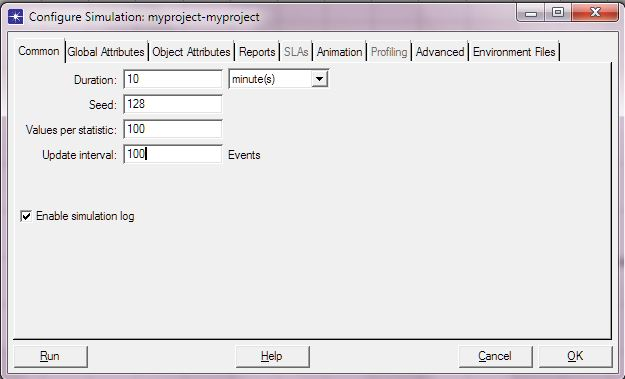 Configure Simulation: myproject-myproject
Common Global Attributes Object Attributes Reports SLAs Animation Profiling Advanced Environment Files
Duration: 10 minute(s)
Seed: 128
Values per statistic: 100
Update interval: 100 Events
Enable simulation log
Run Help Cancel OK